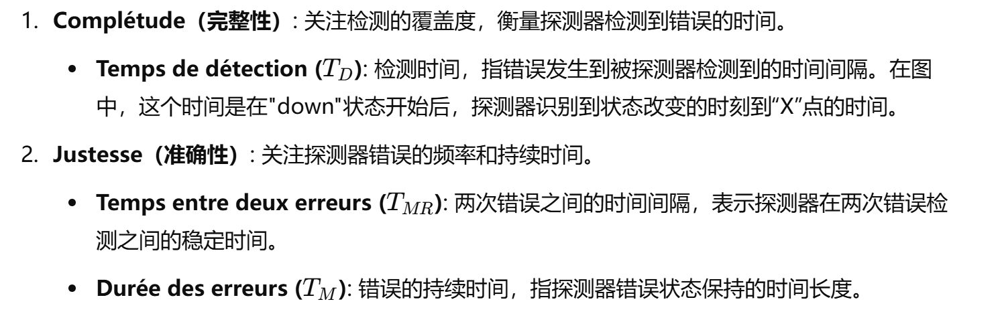 1. Complétude（完整性）: 关注检测的覆盖度，衡量探测器检测到错误的时间。
• Temps de détection (T_D): 检测时间，指错误发生到被探测器检测到的时间间隔。在图
中，这个时间是在"down"状态开始后，探测器识别到状态改变的时刻到“X”点的时间。
2. Justesse（准确性）: 关注探测器错误的频率和持续时间。
• Temps entre deux erreurs (T_{MR}): 两次错误之间的时间间隔，表示探测器在两次错误检
测之间的稳定时间。
• Durée des erreurs (T_M): 错误的持续时间，指探测器错误状态保持的时间长度。